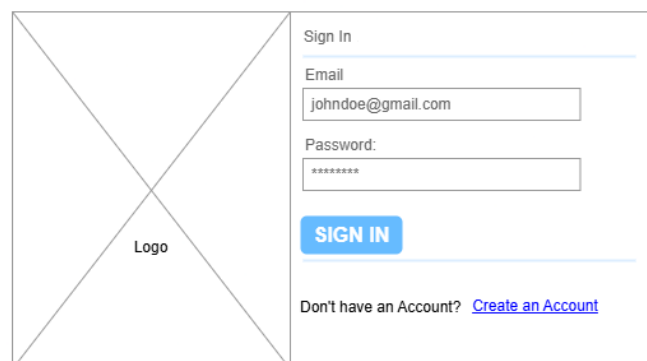 Sign In
Email
johndoe@gmail.com
Password:
********
SIGN IN
Logo
Don't have an Account? Create an Account